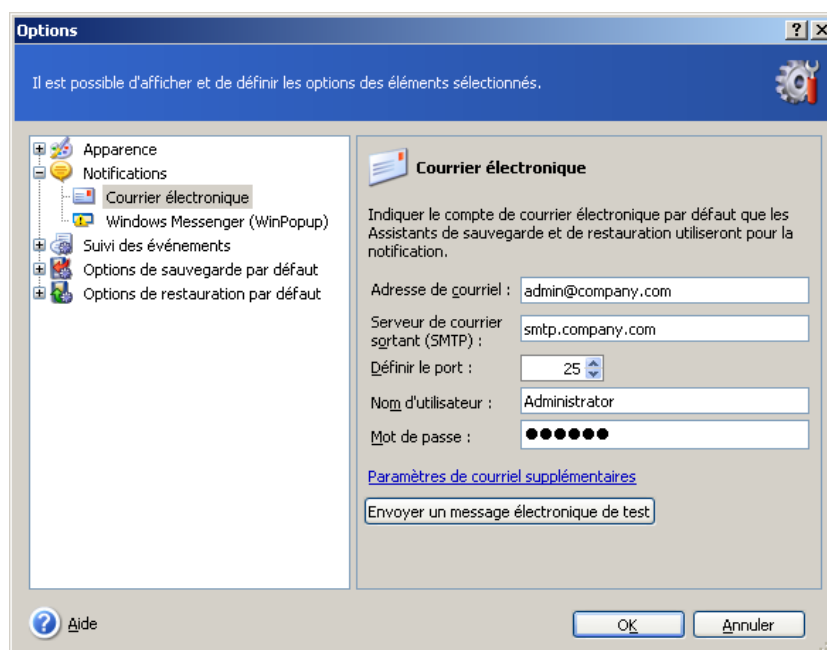 Options
Il est possible d'afficher et de définir les options des éléments sélectionnés.
Apparence
Notifications
Courrier électronique
Windows Messenger (WinPopup)
Suivi des événements
Options de sauvegarde par défaut
Options de restauration par défaut
Courrier électronique
Indiquer le compte de courrier électronique par défaut que les
Assistants de sauvegarde et de restauration utiliseront pour la
notification.
Adresse de courriel : admin@company.com
Serveur de courrier
sortant (SMTP) : smtp.company.com
Définir le port : 25
Nom d'utilisateur : Administrator
Mot de passe : ●●●●●●
Paramètres de courriel supplémentaires
Envoyer un message électronique de test
Aide
OK
Annuler